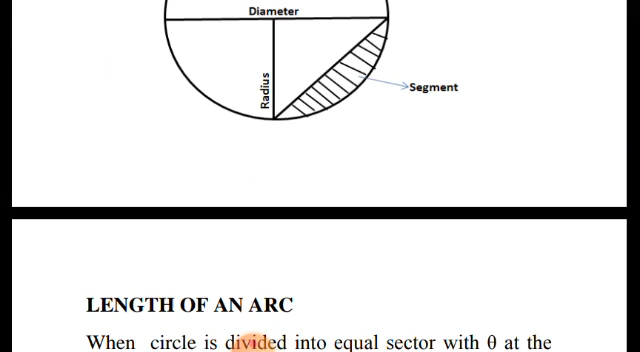 Diameter
Radius
Segment
LENGTH OF AN ARC
When circle is divided into equal sector with θ at the